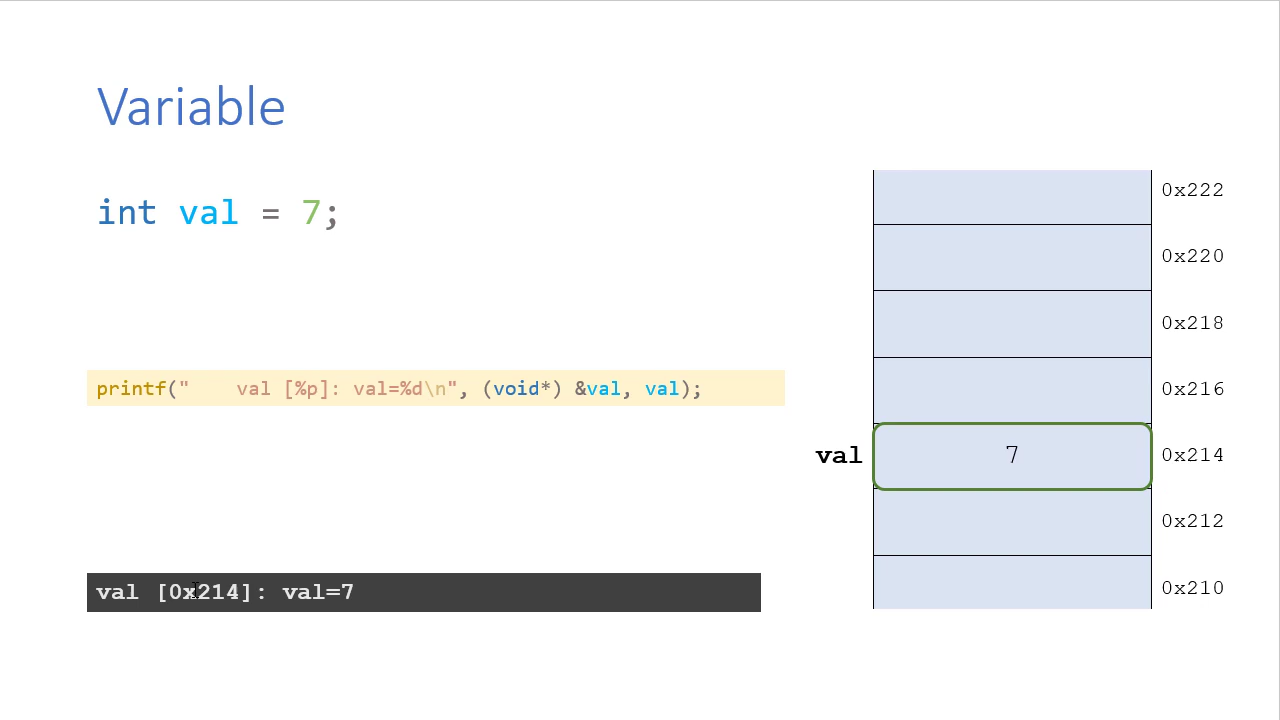 Variable
int val = 7;
printf("    val [%p]: val=%d\n", (void*) &val, val);
val [0x214]: val=7
0x222
0x220
0x218
0x216
val 7 0x214
0x212
0x210